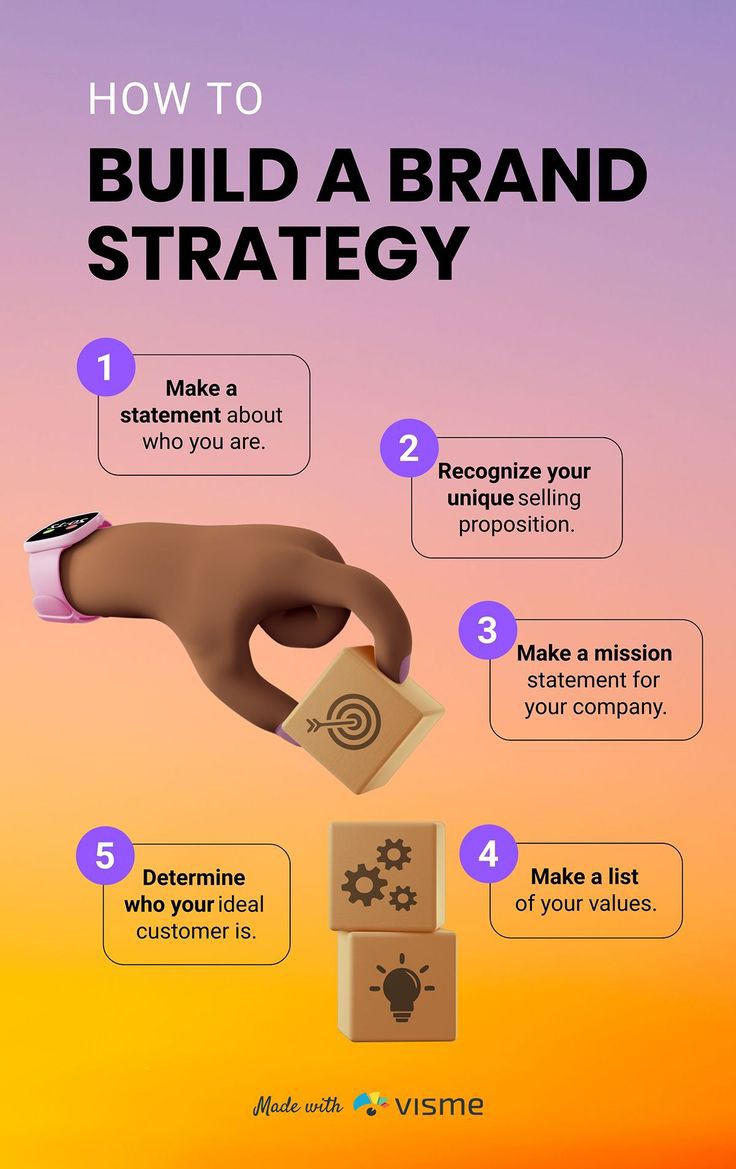 HOW TO
BUILD A BRAND
STRATEGY
1
Make a
statement about
who you are.
2
Recognize your
unique selling
proposition.
3
Make a mission
statement for
your company.
4
Make a list
of your values.
5
Determine
who your ideal
customer is.
Made with visme